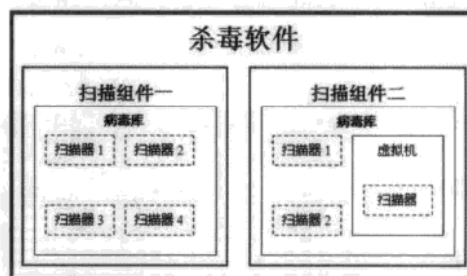 杀毒软件
扫描组件一
病毒库
扫描器 1
扫描器 2
扫描器 3
扫描器 4
扫描组件二
病毒库
扫描器 1
虚拟机
扫描器
扫描器 2